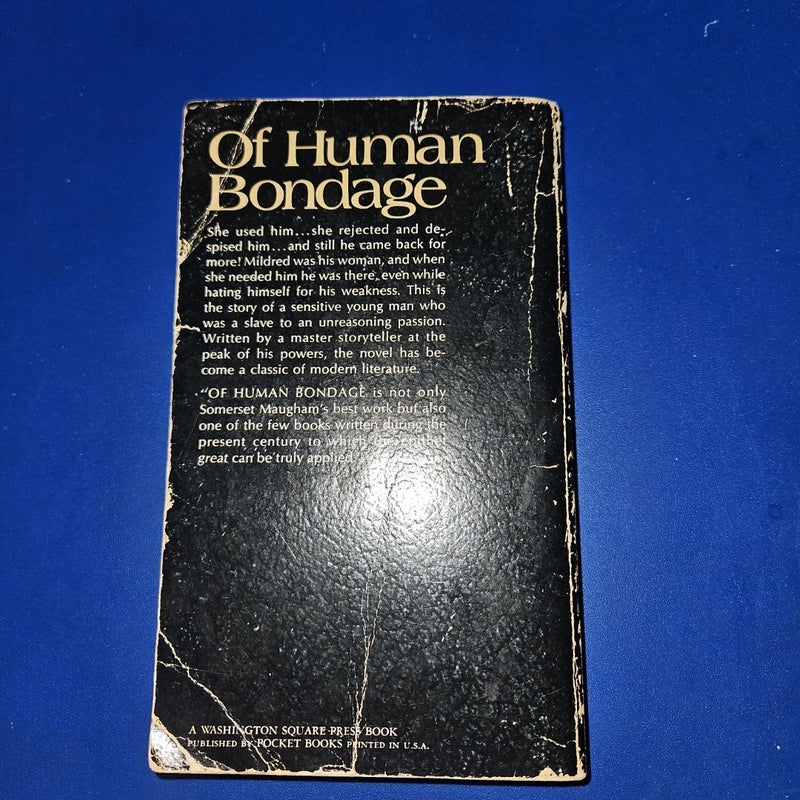 Of Human
Bondage
She used him...she rejected and de-
spised him...and still he came back for
more! Mildred was his woman, and when
she needed him he was there, even while
hating himself for his weakness. This is
the story of a sensitive young man who
was a slave to an unreasoning passion.
Written by a master storyteller at the
peak of his powers, the novel has be-
come a classic of modern literature.
"OF HUMAN BONDAGE is not only
Somerset Maugham's best work but also
one of the few books written during the
present century to which the epithet
great can be truly applied.
A WASHINGTON SQUARE PRESS BOOK
PUBLISHED BY POCKET BOOKS PRINTED IN U.S.A.